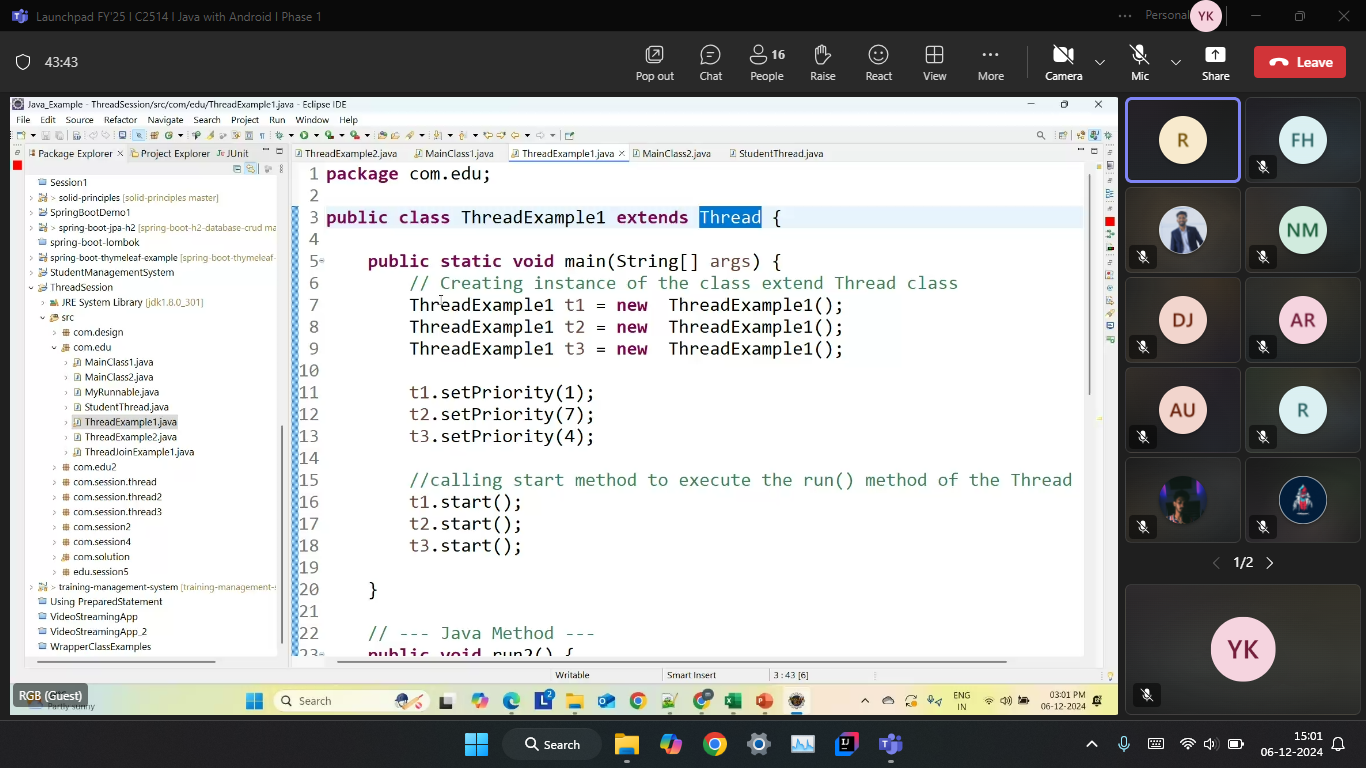 Launchpad FY'25 I C2514 I Java with Android I Phase 1
Personal
YK
43:43
Pop out
Chat
16
People
Raise
React
View
More
Camera
Mic
Share
Leave
Java_Example - ThreadSession/src/com/edu/ThreadExample1.java - Eclipse IDE
File Edit Source Refactor Navigate Search Project Run Window Help
Package Explorer
Project Explorer
JUnit
ThreadExample2.java
MainClass1.java
ThreadExample1.java
MainClass2.java
StudentThread.java
Session1
> solid-principles [solid-principles master]
SpringBootDemo1
> spring-boot-jpa-h2 [spring-boot-h2-database-crud ma
spring-boot-lombok
> spring-boot-thymeleaf-example [spring-boot-thymeleaf-
StudentManagementSystem
ThreadSession
JRE System Library [jdk1.8.0_301]
src
com.design
com.edu
MainClass1.java
MainClass2.java
MyRunnable.java
StudentThread.java
ThreadExample1.java
ThreadExample2.java
ThreadJoinExample1.java
com.edu2
com.session.thread
com.session.thread2
com.session.thread3
com.session2
com.session4
com.solution
edu.session5
> training-management-system [training-management-s
Using PreparedStatement
VideoStreamingApp
VideoStreamingApp_2
WrapperClassExamples
1 package com.edu;
2
3 public class ThreadExample1 extends Thread {
4
5 public static void main(String[] args) {
6 // Creating instance of the class extend Thread class
7 ThreadExample1 t1 = new ThreadExample1();
8 ThreadExample1 t2 = new ThreadExample1();
9 ThreadExample1 t3 = new ThreadExample1();
10
11 t1.setPriority(1);
12 t2.setPriority(7);
13 t3.setPriority(4);
14
15 //calling start method to execute the run() method of the Thread
16 t1.start();
17 t2.start();
18 t3.start();
19
20 }
21
22 // --- Java Method ---
23 public void run2() {
Writable
Smart Insert
3 : 43 [6]
RGB (Guest)
Partly sunny
Search
ENG
IN
03:01 PM
06-12-2024
R
FH
NM
DJ
AR
AU
R
1/2
YK
Search
15:01
06-12-2024